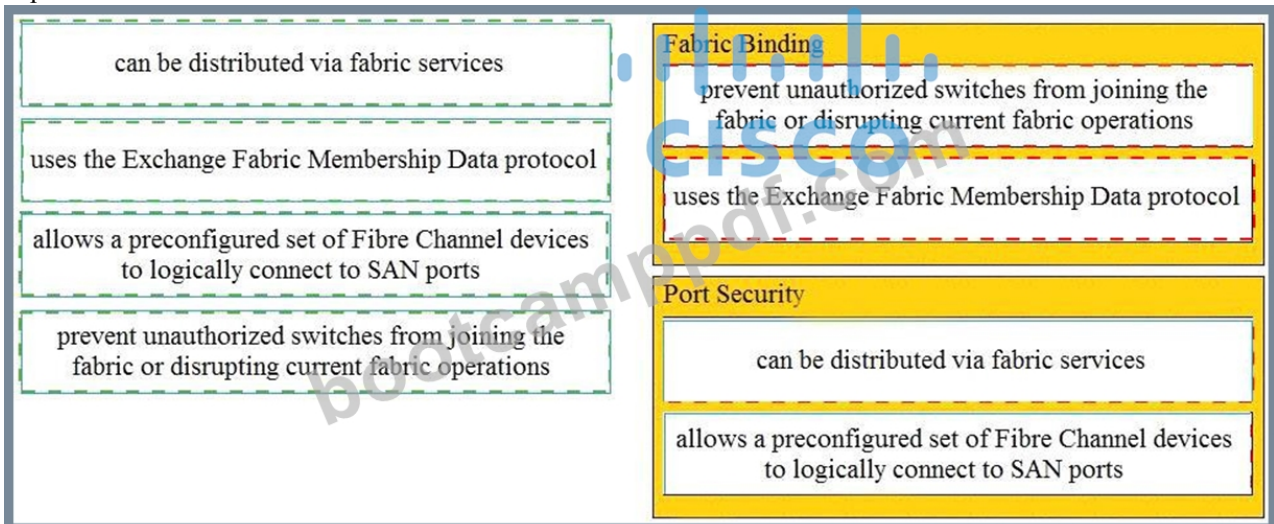 can be distributed via fabric services
uses the Exchange Fabric Membership Data protocol
allows a preconfigured set of Fibre Channel devices
to logically connect to SAN ports
prevent unauthorized switches from joining the
fabric or disrupting current fabric operations
Fabric Binding
prevent unauthorized switches from joining the
fabric or disrupting current fabric operations
uses the Exchange Fabric Membership Data protocol
Port Security
can be distributed via fabric services
allows a preconfigured set of Fibre Channel devices
to logically connect to SAN ports
CISCO
bootcamppdf.com